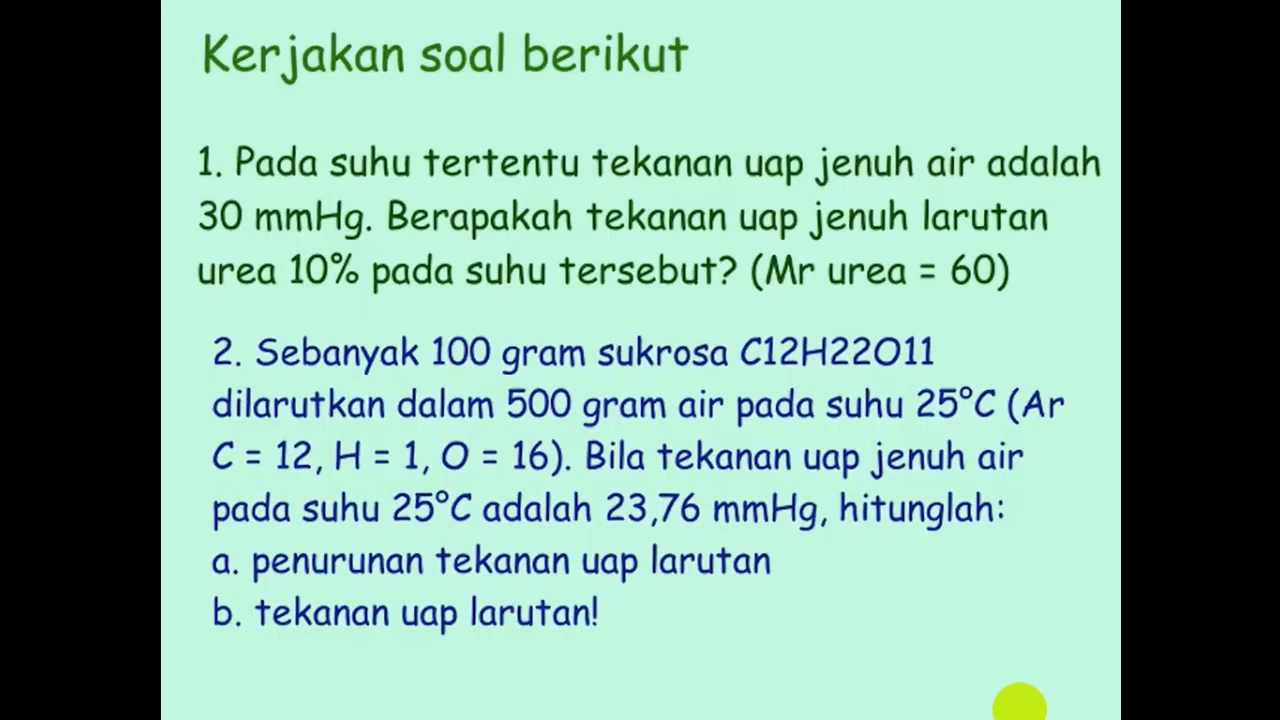 Kerjakan soal berikut
1. Pada suhu tertentu tekanan uap jenuh air adalah
30 mmHg. Berapakah tekanan uap jenuh larutan
urea 10% pada suhu tersebut? (Mr urea = 60)
2. Sebanyak 100 gram sukrosa C12H22O11
dilarutkan dalam 500 gram air pada suhu 25°C (Ar
C = 12, H = 1, O = 16). Bila tekanan uap jenuh air
pada suhu 25°C adalah 23,76 mmHg, hitunglah:
a. penurunan tekanan uap larutan
b. tekanan uap larutan!